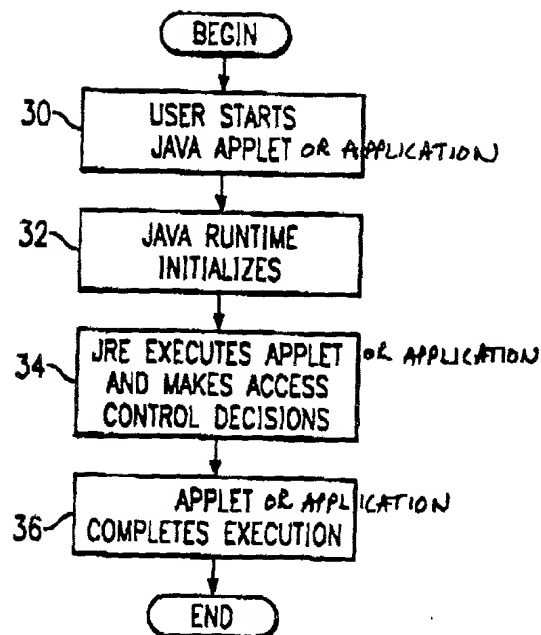 BEGIN
30
USER STARTS
JAVA APPLET OR APPLICATION
32
JAVA RUNTIME
INITIALIZES
34
JRE EXECUTES APPLET OR APPLICATION
AND MAKES ACCESS
CONTROL DECISIONS
36
APPLET OR APPLICATION
COMPLETES EXECUTION
END